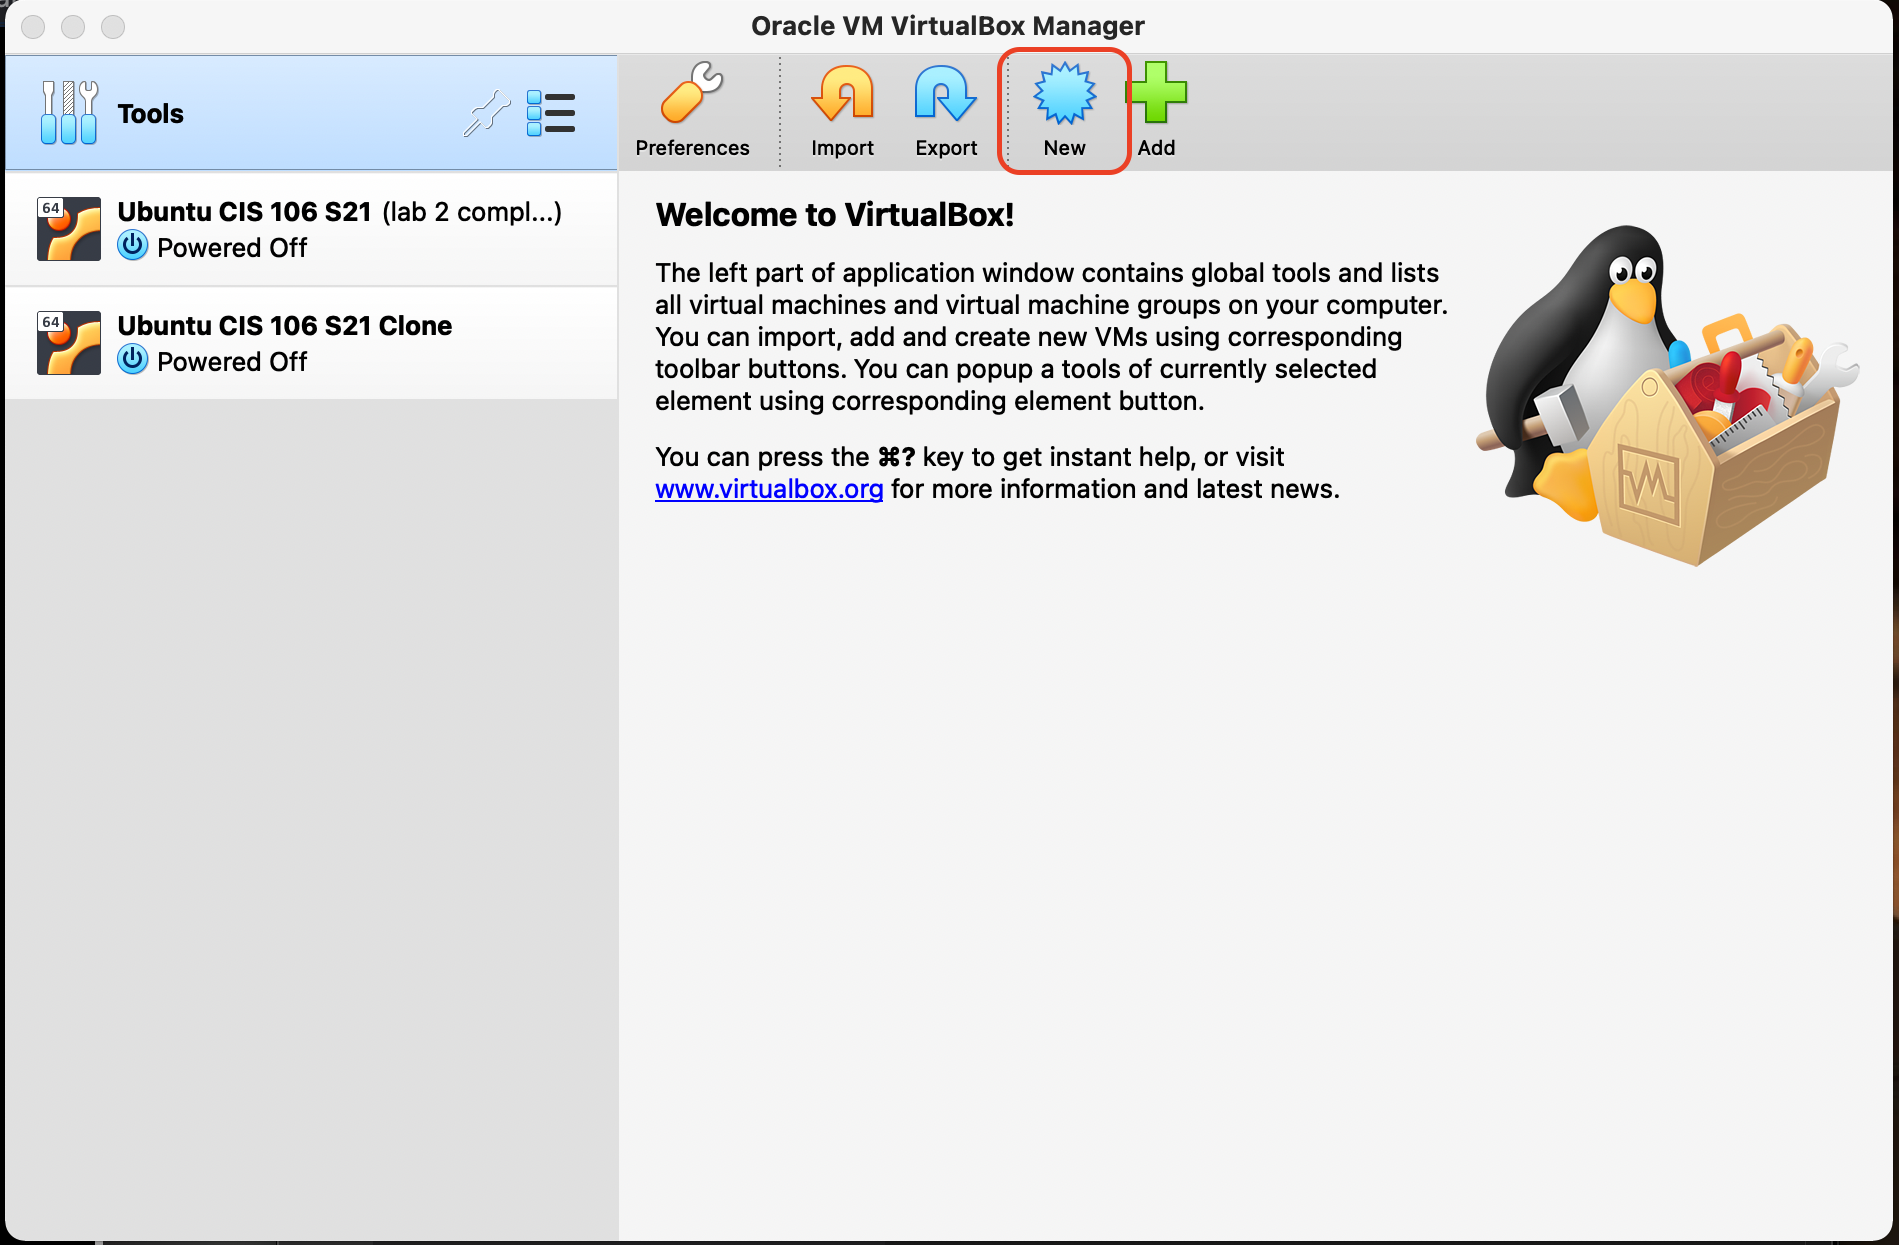 Oracle VM VirtualBox Manager
Tools
Preferences
Import
Export
New
Add
64
Ubuntu CIS 106 S21 (lab 2 compl...)
Powered Off
64
Ubuntu CIS 106 S21 Clone
Powered Off
Welcome to VirtualBox!
The left part of application window contains global tools and lists
all virtual machines and virtual machine groups on your computer.
You can import, add and create new VMs using corresponding
toolbar buttons. You can popup a tools of currently selected
element using corresponding element button.
You can press the ⌘? key to get instant help, or visit
www.virtualbox.org for more information and latest news.